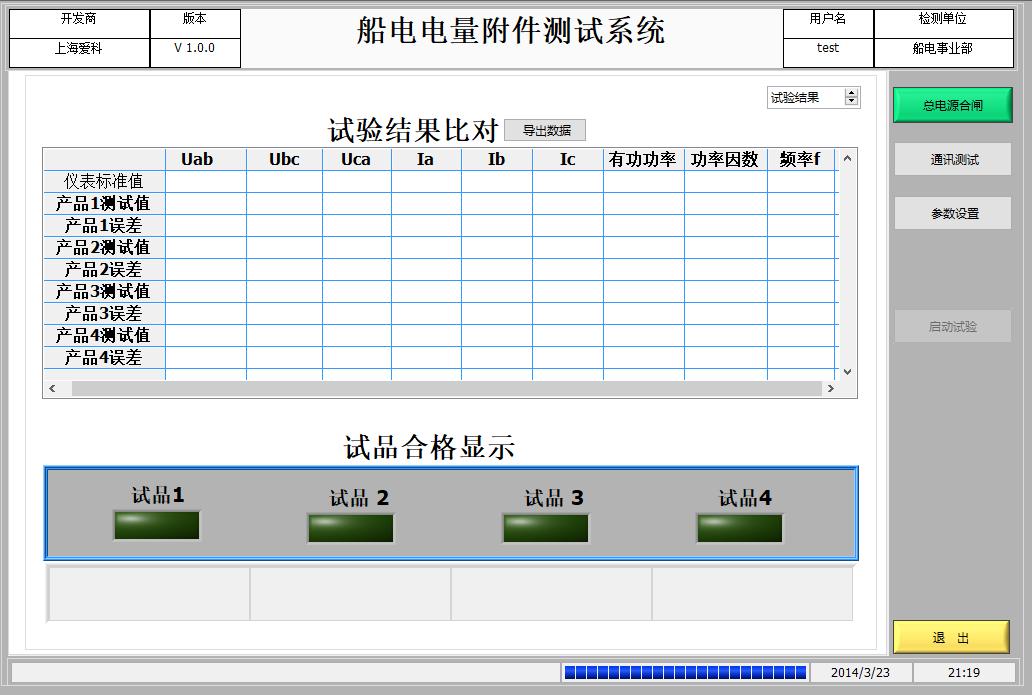 开发商
版本
船电电量附件测试系统
用户名
检测单位
上海爱科
V 1.0.0
test
船电事业部
试验结果
总电源合闸
试验结果比对
导出数据
Uab Ubc Uca Ia Ib Ic 有功功率 功率因数 频率f
通讯测试
仪表标准值
产品1测试值
参数设置
产品1误差
产品2测试值
产品2误差
产品3测试值
产品3误差
启动试验
产品4测试值
产品4误差
试品合格显示
试品1 试品 2 试品 3 试品4
退 出
2014/3/23
21:19